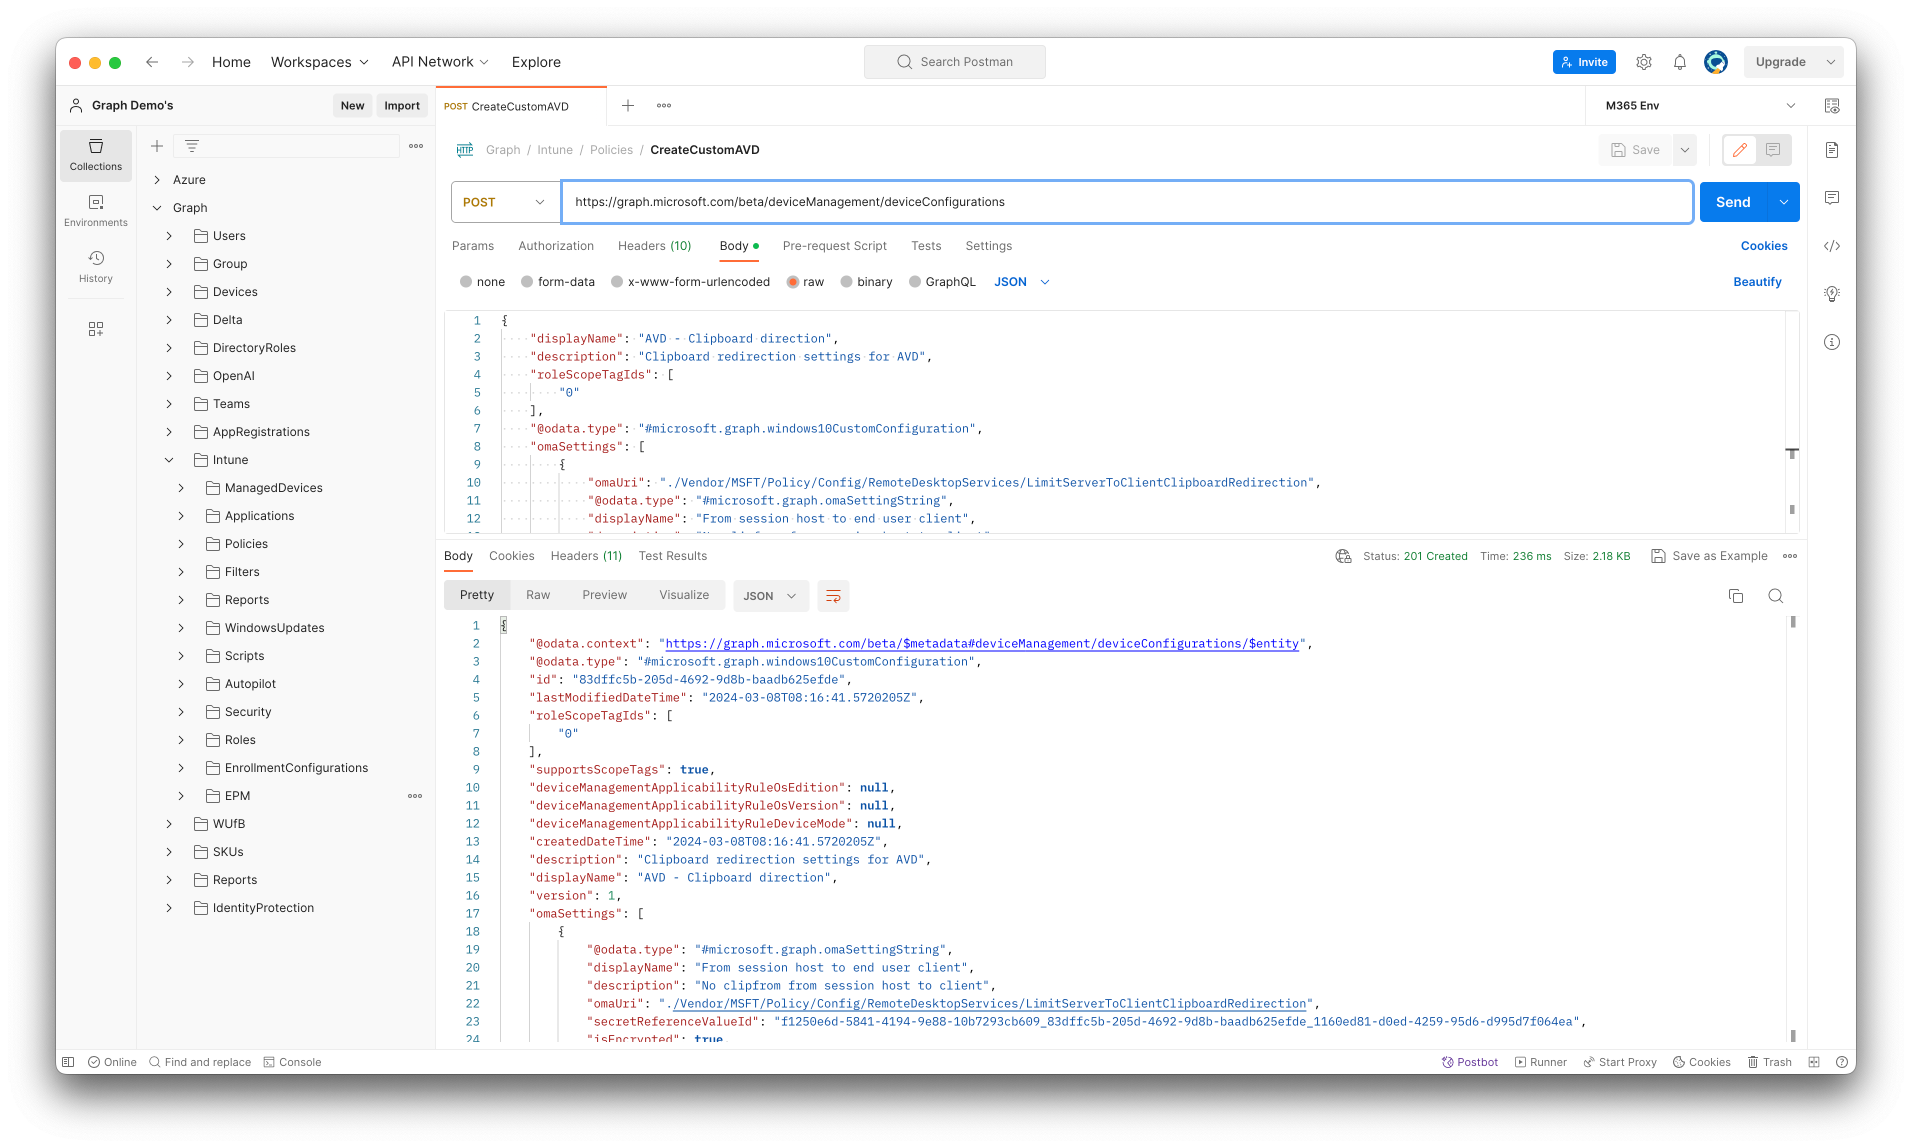 Home
Workspaces
API Network
Explore
Search Postman
Invite
Upgrade
Graph Demo's
New
Import
POST CreateCustomAVD
M365 Env
Collections
Environments
History
Azure
Graph
Users
Group
Devices
Delta
DirectoryRoles
OpenAI
Teams
AppRegistrations
Intune
ManagedDevices
Applications
Policies
Filters
Reports
WindowsUpdates
Scripts
Autopilot
Security
Roles
EnrollmentConfigurations
EPM
WUfB
SKUs
Reports
IdentityProtection
HTTP Graph / Intune / Policies / CreateCustomAVD
Save
POST
https://graph.microsoft.com/beta/deviceManagement/deviceConfigurations
Send
Params Authorization Headers (10) Body Pre-request Script Tests Settings
Cookies
none form-data x-www-form-urlencoded raw binary GraphQL JSON
Beautify
1 {
2 "displayName": "AVD - Clipboard direction",
3 "description": "Clipboard redirection settings for AVD",
4 "roleScopeTagIds": [
5 "0"
6 ],
7 "@odata.type": "#microsoft.graph.windows10CustomConfiguration",
8 "omaSettings": [
9 {
10 "omaUri": "./Vendor/MSFT/Policy/Config/RemoteDesktopServices/LimitServerToClientClipboardRedirection",
11 "@odata.type": "#microsoft.graph.omaSettingString",
12 "displayName": "From session host to end user client",
Body Cookies Headers (11) Test Results
Status: 201 Created Time: 236 ms Size: 2.18 KB
Save as Example
Pretty Raw Preview Visualize JSON
1 {
2 "@odata.context": "https://graph.microsoft.com/beta/$metadata#deviceManagement/deviceConfigurations/$entity",
3 "@odata.type": "#microsoft.graph.windows10CustomConfiguration",
4 "id": "83dffc5b-205d-4692-9d8b-baadb625efde",
5 "lastModifiedDateTime": "2024-03-08T08:16:41.5720205Z",
6 "roleScopeTagIds": [
7 "0"
8 ],
9 "supportsScopeTags": true,
10 "deviceManagementApplicabilityRuleOsEdition": null,
11 "deviceManagementApplicabilityRuleOsVersion": null,
12 "deviceManagementApplicabilityRuleDeviceMode": null,
13 "createdDateTime": "2024-03-08T08:16:41.5720205Z",
14 "description": "Clipboard redirection settings for AVD",
15 "displayName": "AVD - Clipboard direction",
16 "version": 1,
17 "omaSettings": [
18 {
19 "@odata.type": "#microsoft.graph.omaSettingString",
20 "displayName": "From session host to end user client",
21 "description": "No clipfrom from session host to client",
22 "omaUri": "./Vendor/MSFT/Policy/Config/RemoteDesktopServices/LimitServerToClientClipboardRedirection",
23 "secretReferenceValueId": "f1250e6d-5841-4194-9e88-10b7293cb609_83dffc5b-205d-4692-9d8b-baadb625efde_1160ed81-d0ed-4259-95d6-d995d7f064ea",
24 "isEncrypted": true,
Online
Find and replace
Console
Postbot
Runner
Start Proxy
Cookies
Trash